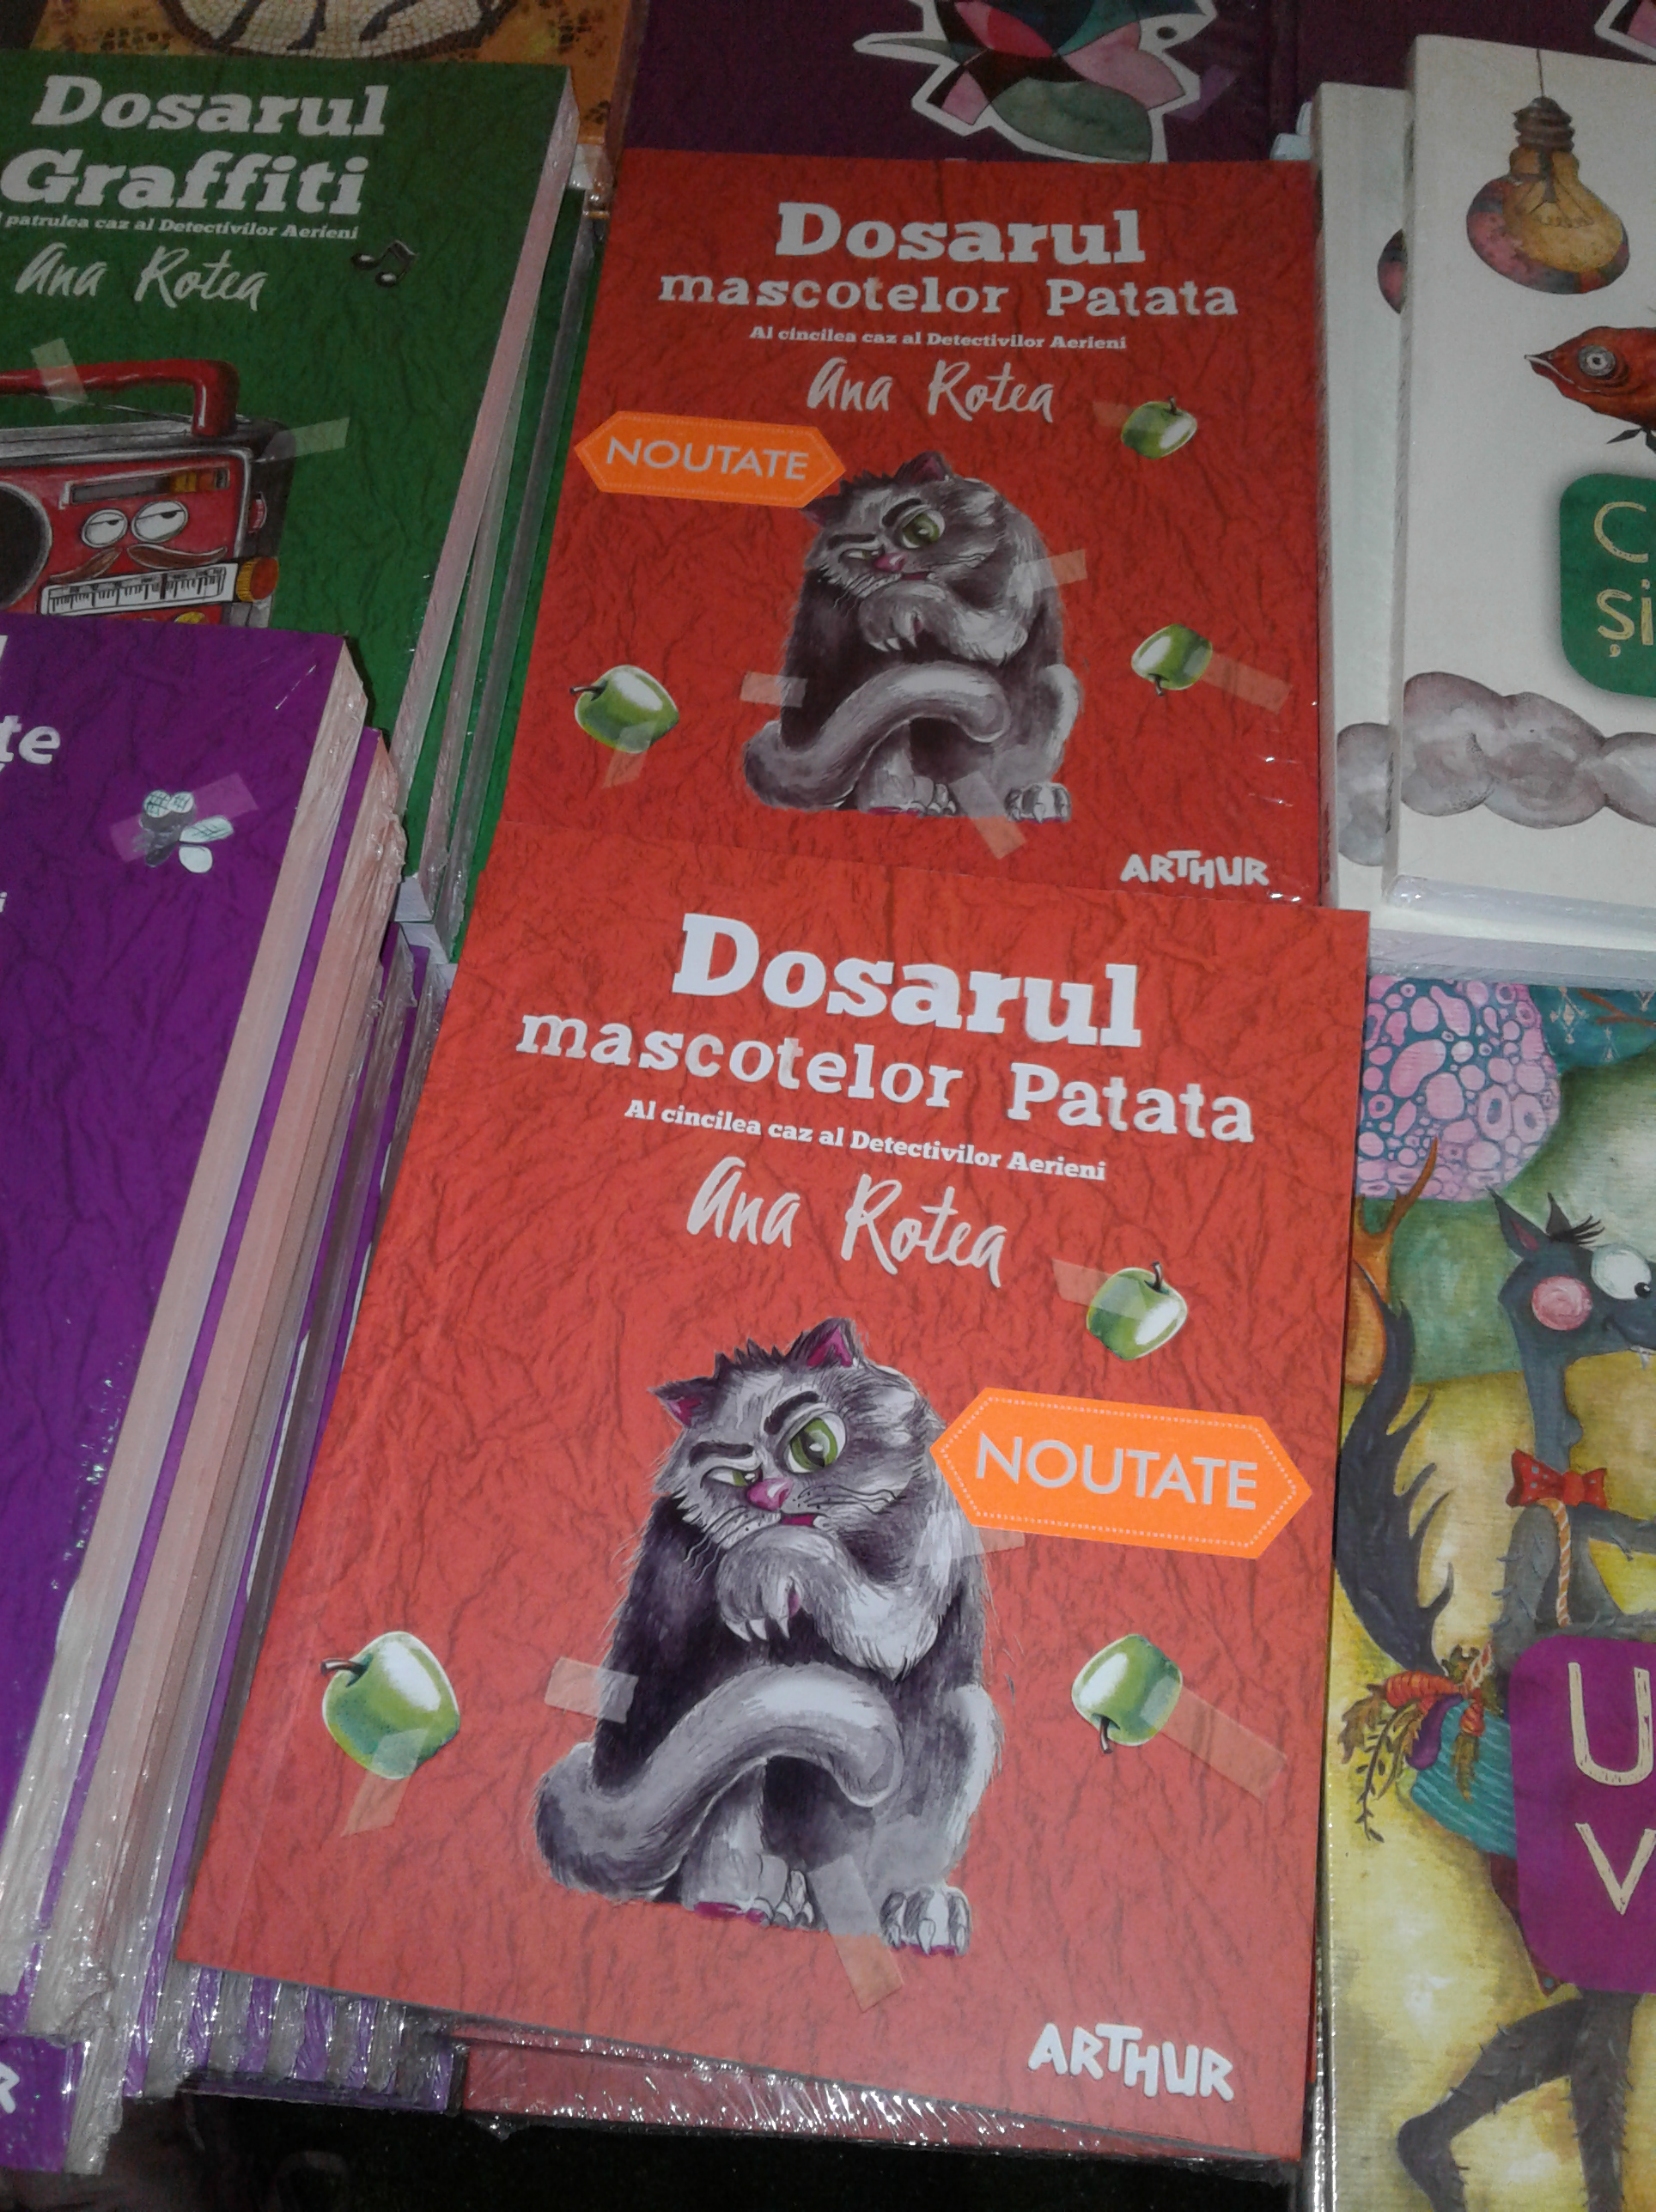 Dosarul
Graffiti
patrulea caz al Detectivilor Aerieni
Ana Rotea
Dosarul
mascotelor Patata
Al cincilea caz al Detectivilor Aerieni
Ana Rotea
NOUTATE
ARTHUR
Și
Dosarul
mascotelor Patata
Al cincilea caz al Detectivilor Aerieni
Ana Rotea
NOUTATE
ARTHUR